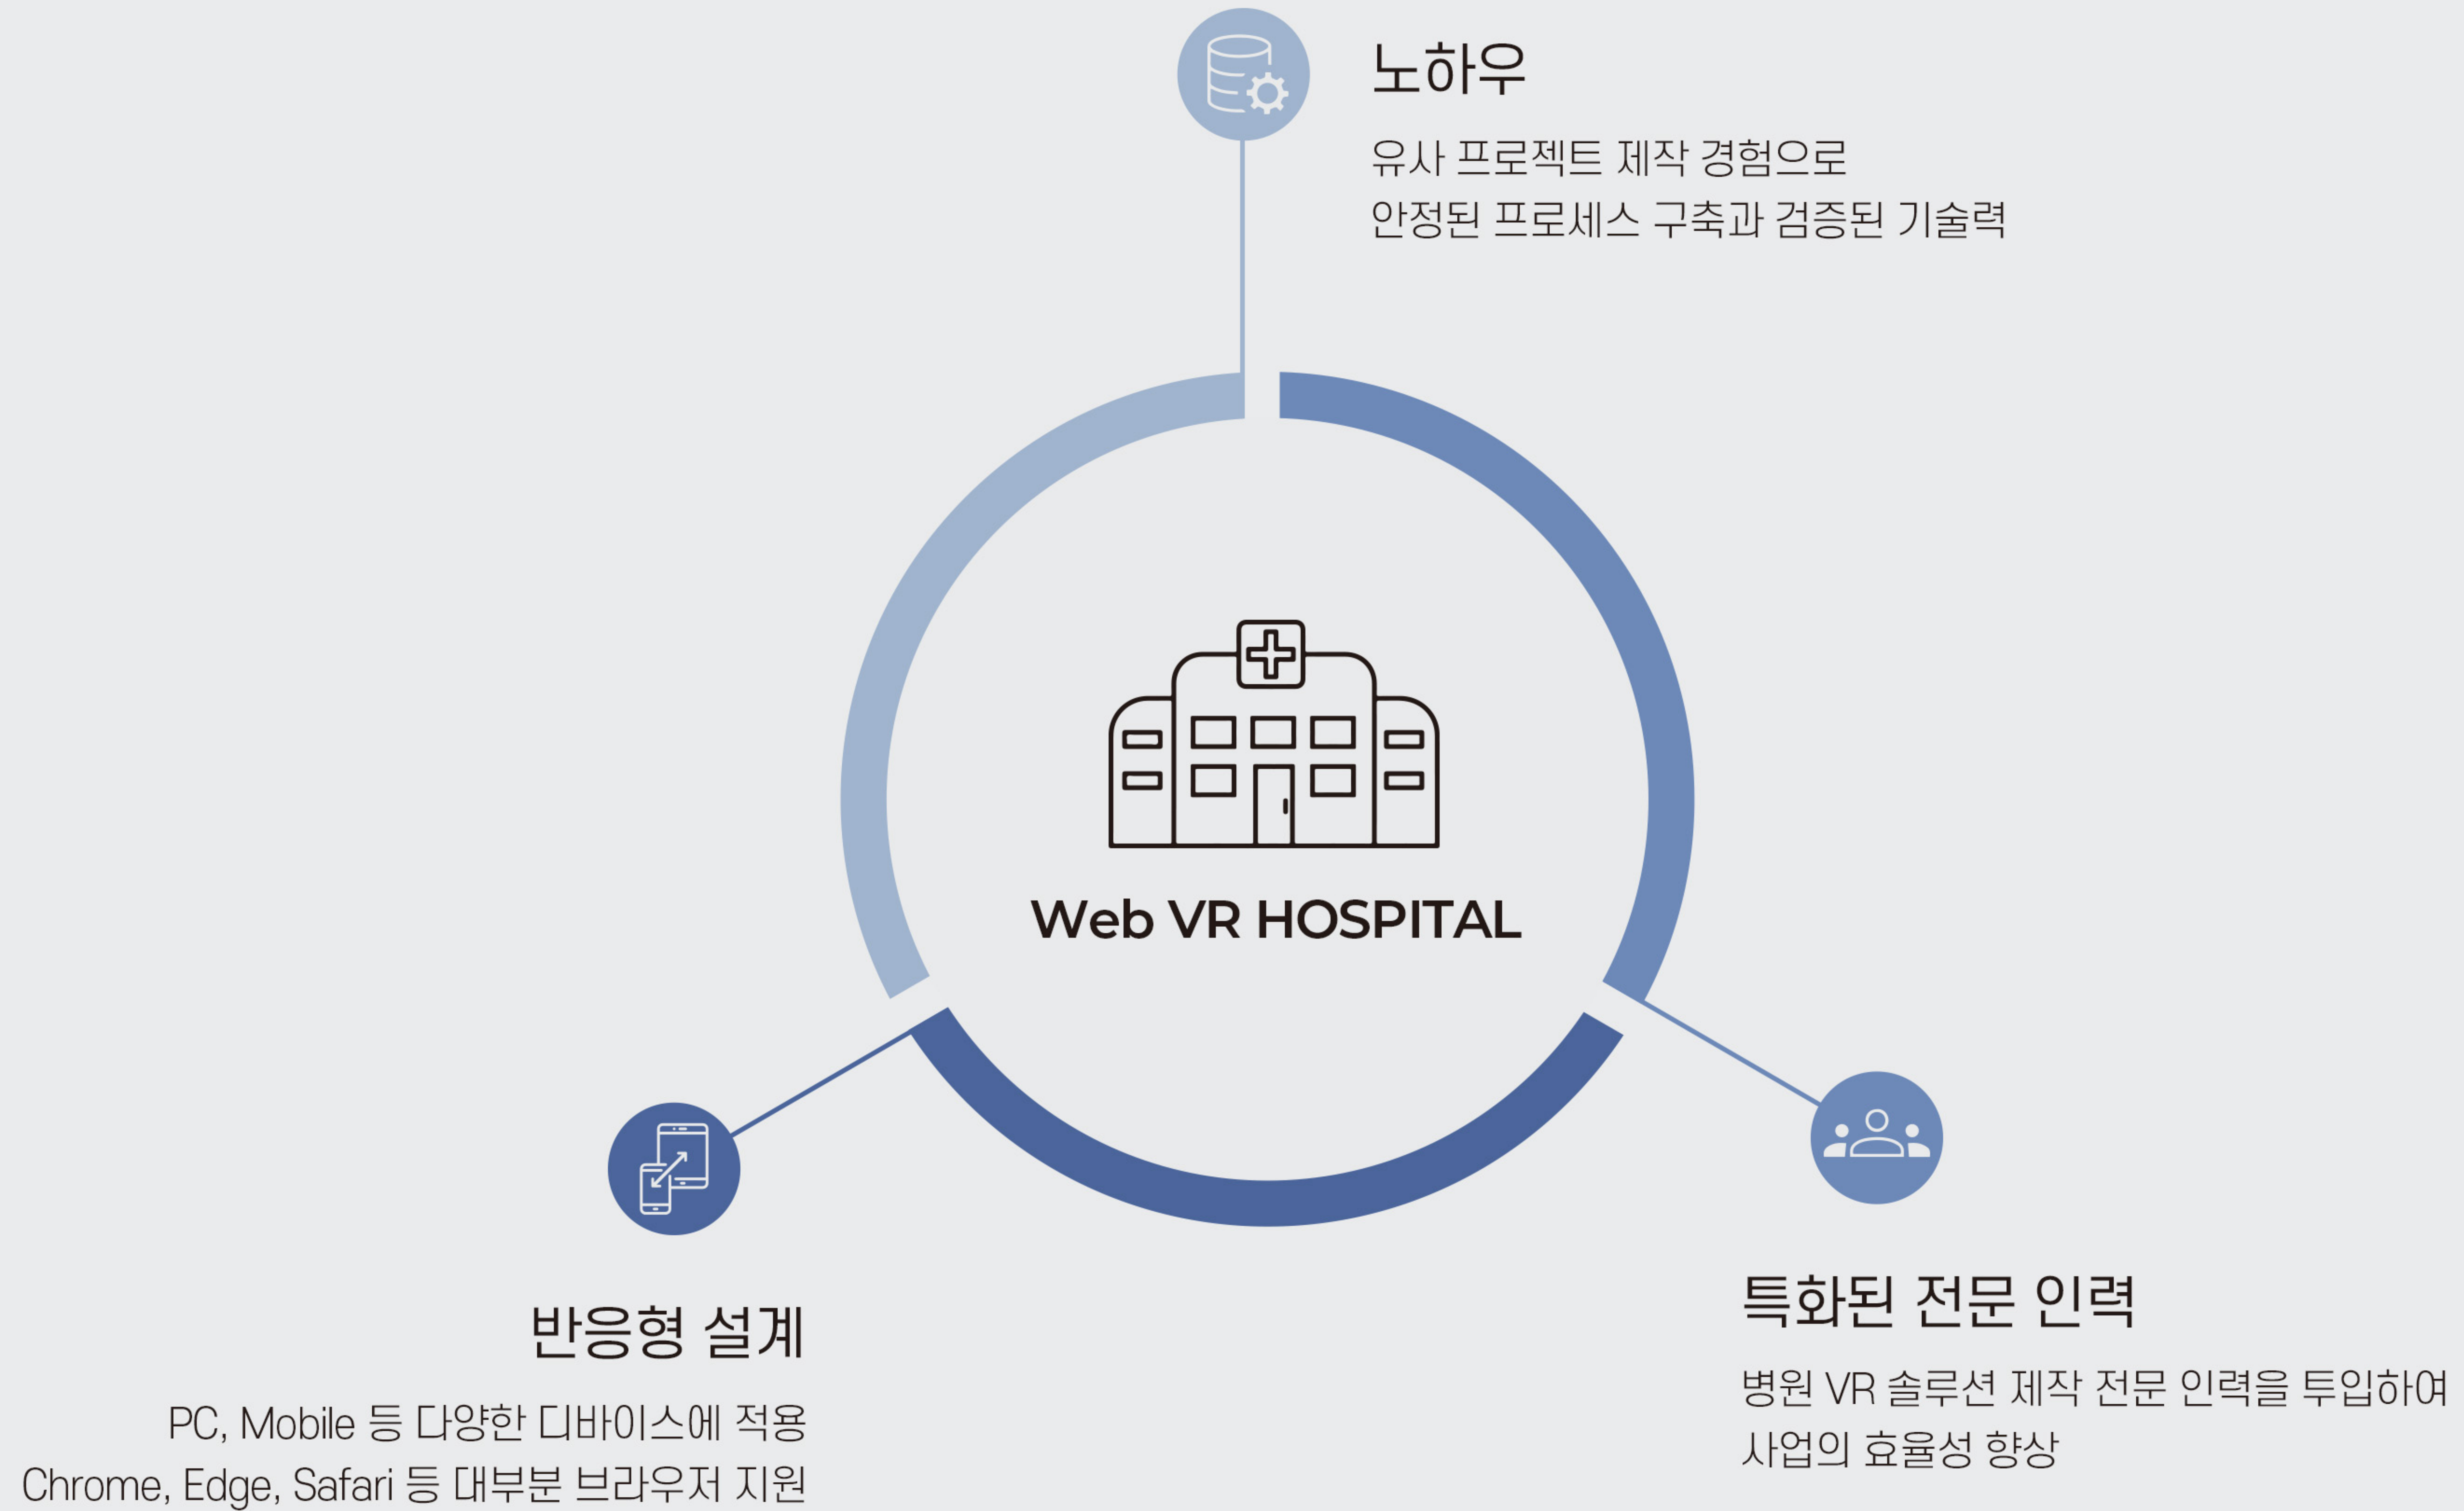 노하우
유사 프로젝트 제작 경험으로
안정된 프로세스 구축과 검증된 기술력
Web VR HOSPITAL
반응형 설계
PC, Mobile 등 다양한 디바이스에 적용
Chrome, Edge, Safari 등 대부분 브라우저 지원
특화된 전문 인력
병원 VR 솔루션 제작 전문 인력을 투입하여
사업의 효율성 향상